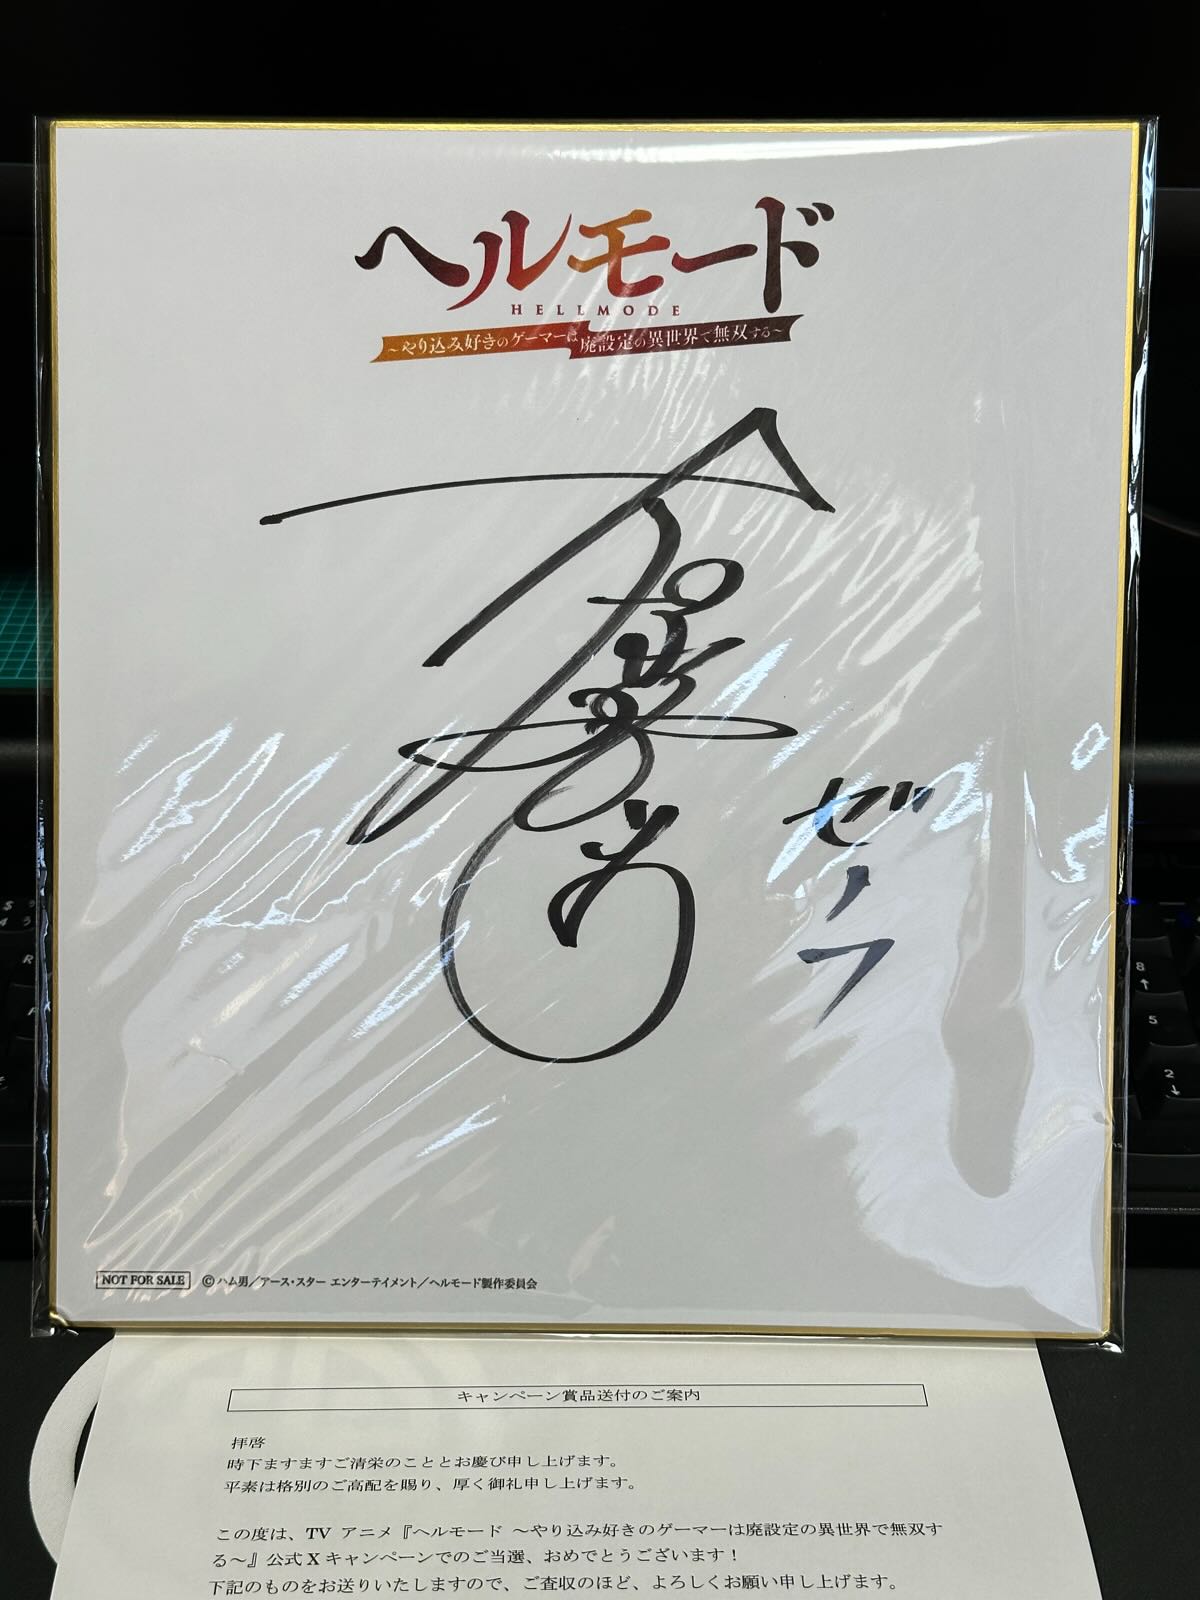 ヘルモード
HELLMODE
～やり込み好きのゲーマーは廃設定の異世界で無双する～
ゼノフ
NOT FOR SALE ©ハム男／アース・スター エンターテイメント／ヘルモード製作委員会
キャンペーン賞品送付のご案内
拝啓
時下ますますご清栄のこととお慶び申し上げます。
平素は格別のご高配を賜り、厚く御礼申し上げます。
この度は、TV アニメ『ヘルモード ～やり込み好きのゲーマーは廃設定の異世界で無双す
る～』公式 X キャンペーンでのご当選、おめでとうございます！
下記のものをお送りいたしますので、ご査収のほど、よろしくお願い申し上げます。